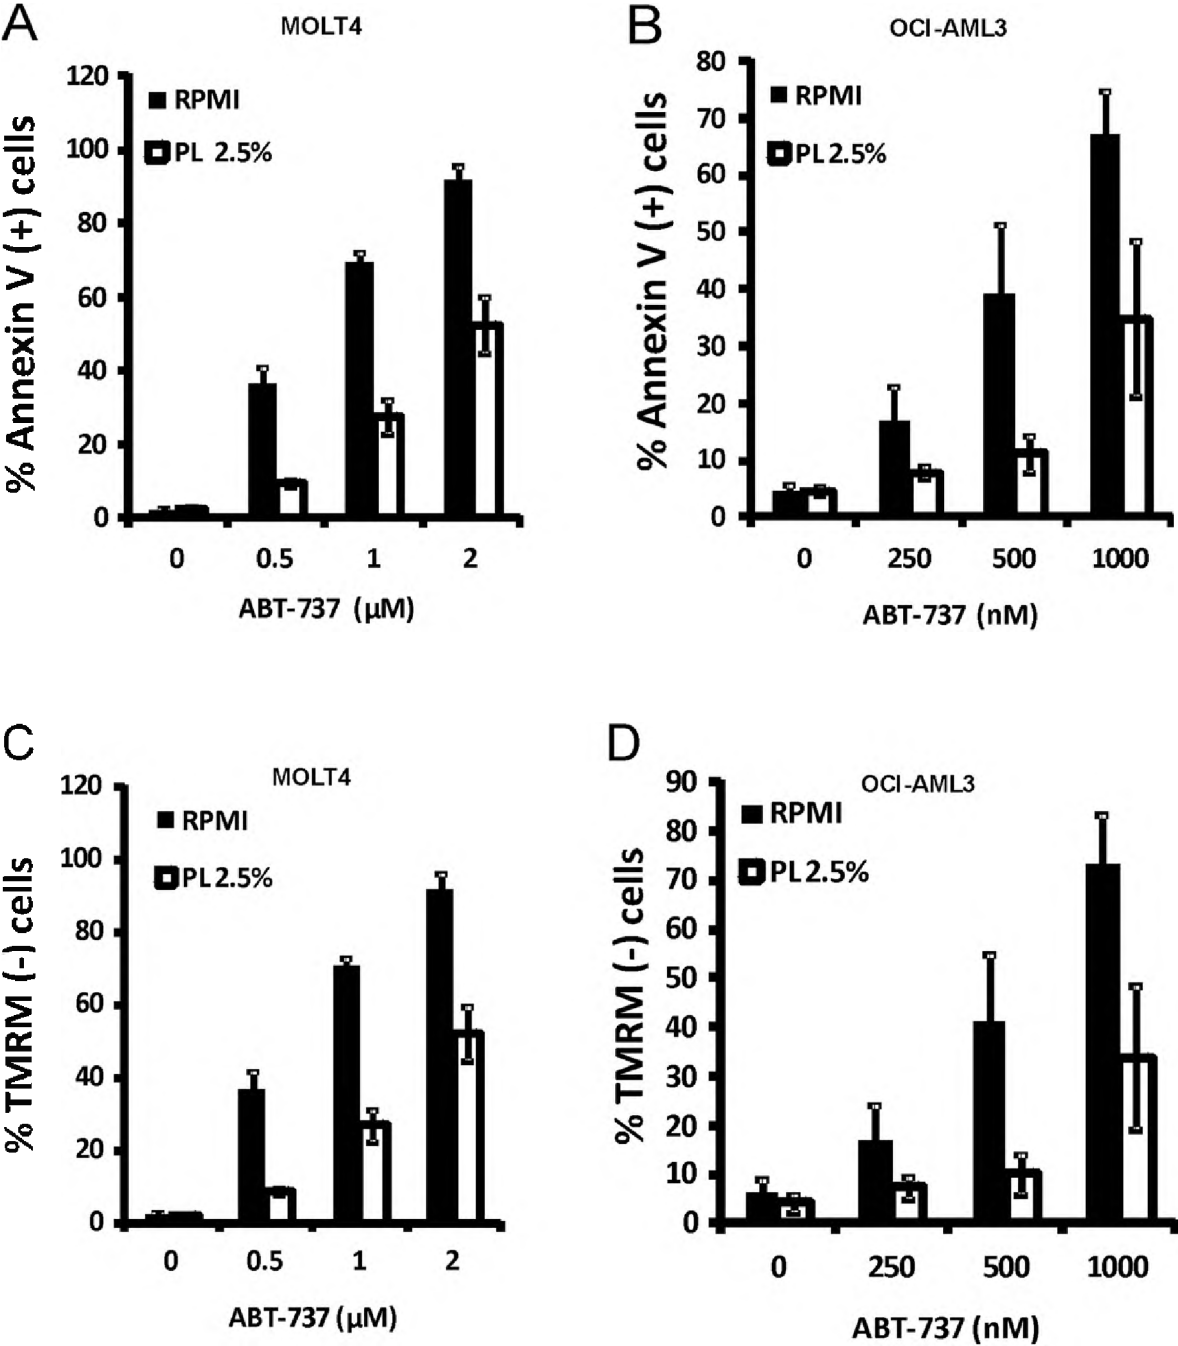 A
MOLT4
% Annexin V (+) cells
120
100
80
60
40
20
0
RPMI
PL 2.5%
0 0.5 1 2
ABT-737 (μM)
B
OCI-AML3
% Annexin V (+) cells
80
70
60
50
40
30
20
10
0
RPMI
PL 2.5%
0 250 500 1000
ABT-737 (nM)
C
MOLT4
% TMRM (-) cells
120
100
80
60
40
20
0
RPMI
PL 2.5%
0 0.5 1 2
ABT-737 (μM)
D
OCI-AML3
% TMRM (-) cells
90
80
70
60
50
40
30
20
10
0
RPMI
PL 2.5%
0 250 500 1000
ABT-737 (nM)